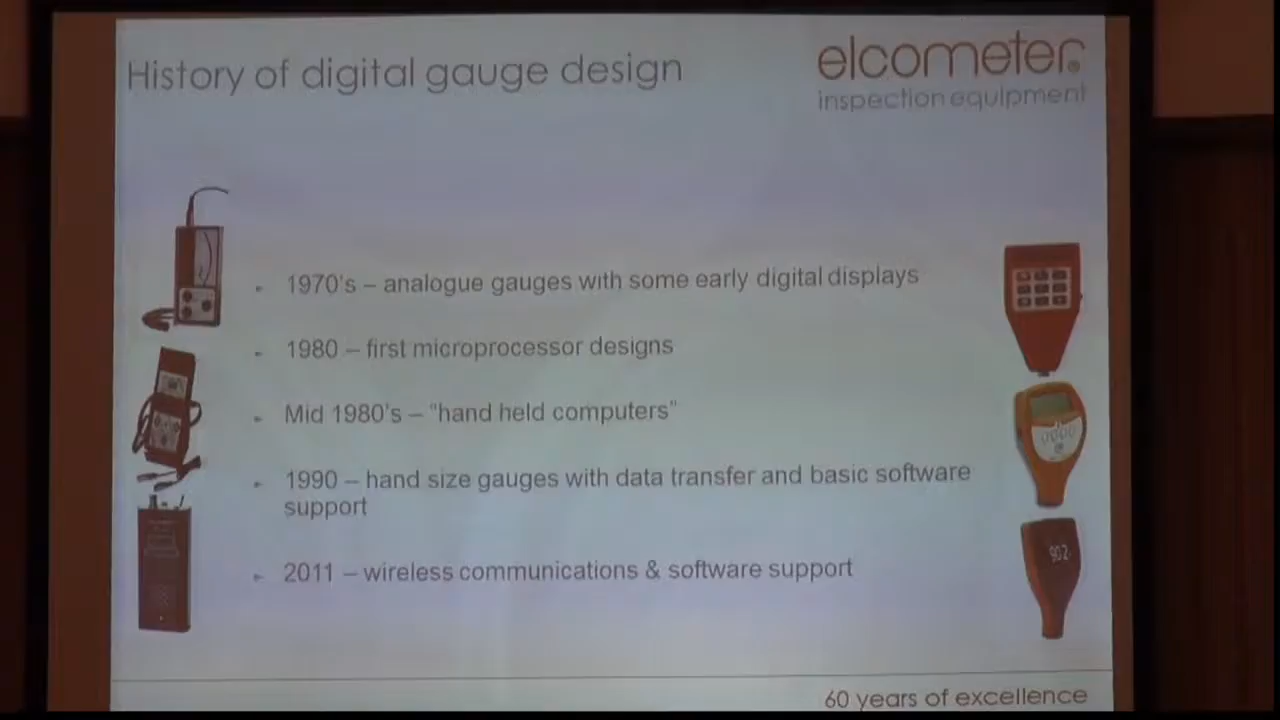 History of digital gauge design
elcometer®
inspection equipment
- 1970's – analogue gauges with some early digital displays
- 1980 – first microprocessor designs
- Mid 1980's – "hand held computers"
- 1990 – hand size gauges with data transfer and basic software
support
- 2011 – wireless communications & software support
902
60 years of excellence